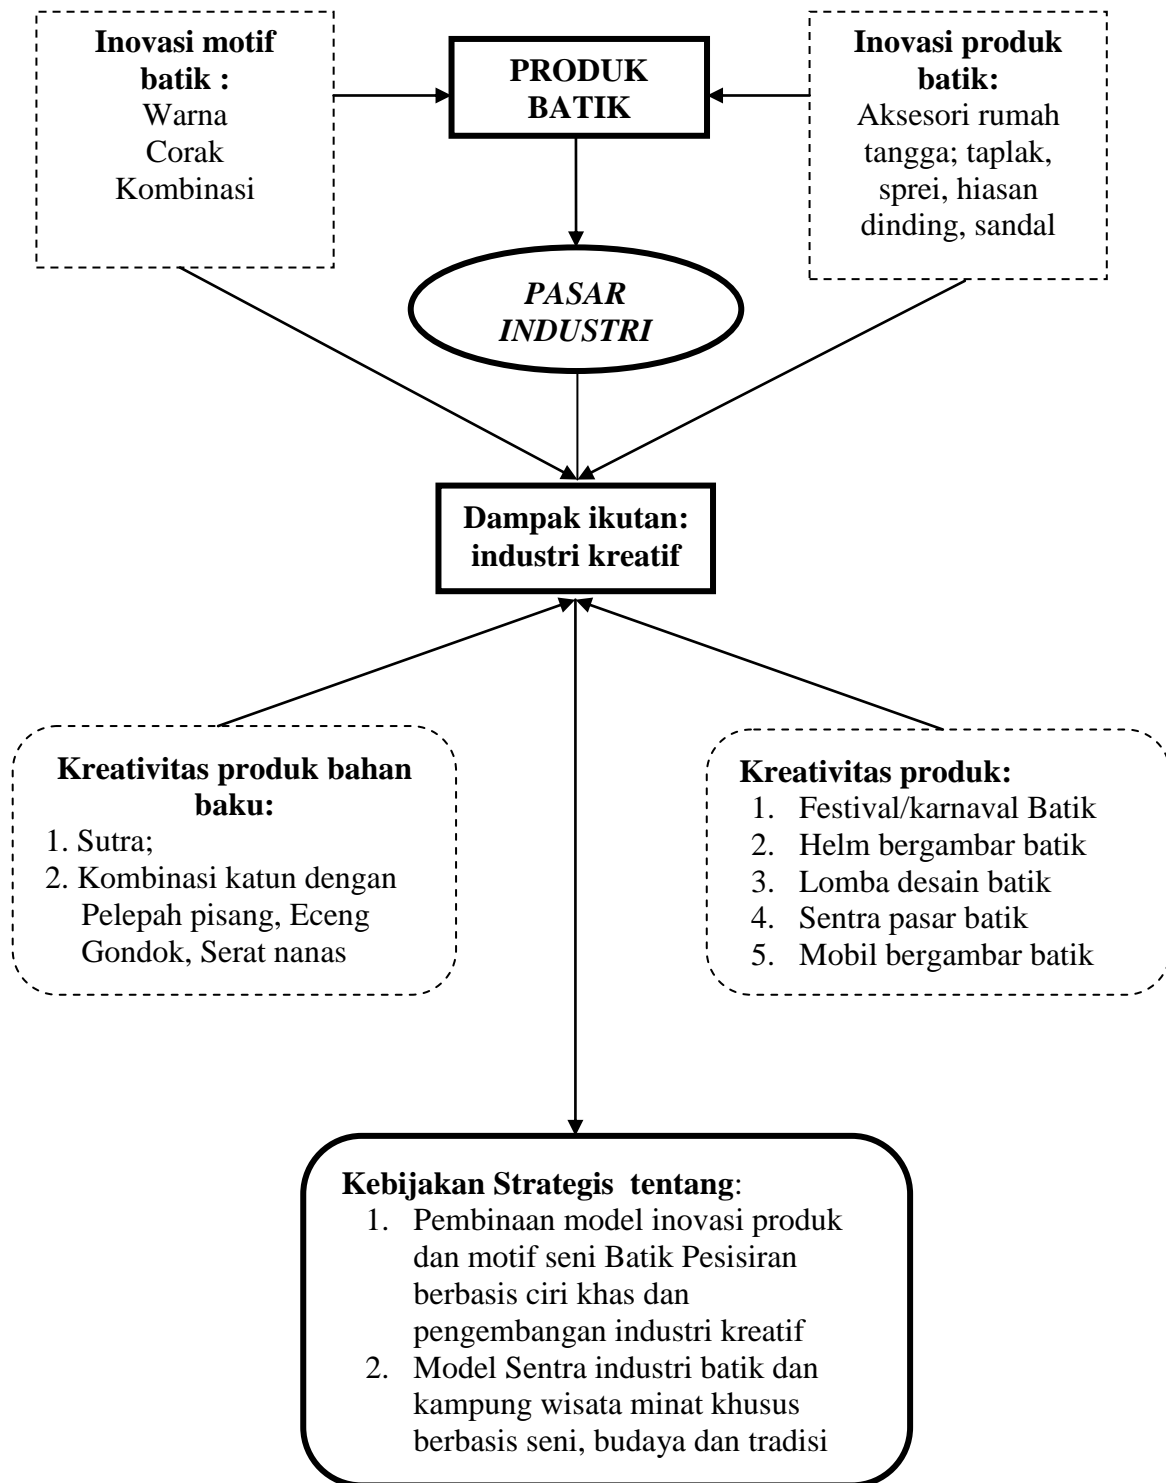 Inovasi motif
batik :
Warna
Corak
Kombinasi
PRODUK
BATIK
Inovasi produk
batik:
Aksesori rumah
tangga; taplak,
sprei, hiasan
dinding, sandal
PASAR
INDUSTRI
Dampak ikutan:
industri kreatif
Kreativitas produk bahan
baku:
1. Sutra;
2. Kombinasi katun dengan
Pelepah pisang, Eceng
Gondok, Serat nanas
Kreativitas produk:
1. Festival/karnaval Batik
2. Helm bergambar batik
3. Lomba desain batik
4. Sentra pasar batik
5. Mobil bergambar batik
Kebijakan Strategis tentang:
1. Pembinaan model inovasi produk
dan motif seni Batik Pesisiran
berbasis ciri khas dan
pengembangan industri kreatif
2. Model Sentra industri batik dan
kampung wisata minat khusus
berbasis seni, budaya dan tradisi